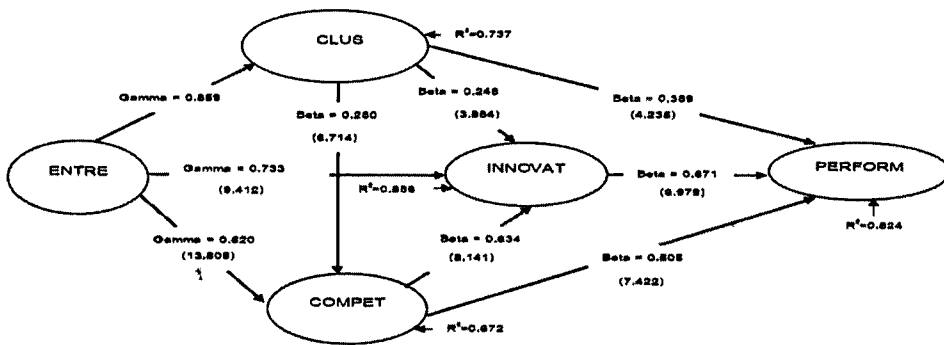 CLUS
R²=0.737
Gamma = 0.859
Beta = 0.260
(6.714)
Beta = 0.246
(3.884)
Beta = 0.389
(4.235)
ENTRE
Gamma = 0.733
(9.412)
INNOVAT
PERFORM
Beta = 0.671
(6.979)
R²=0.886
R²=0.824
Gamma = 0.620
(13.808)
Beta = 0.634
(8.141)
Beta = 0.505
(7.422)
COMPET
R²=0.672